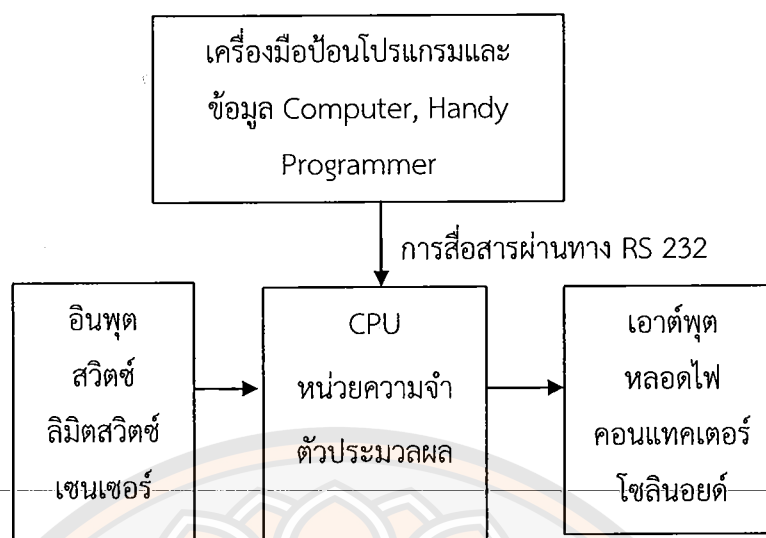 เครื่องมือป้อนโปรแกรมและ
ข้อมูล Computer, Handy
Programmer
การสื่อสารผ่านทาง RS 232
อินพุต
สวิตซ์
ลิมิตสวิตซ์
เซนเซอร์
CPU
หน่วยความจำ
ตัวประมวลผล
เอาต์พุต
หลอดไฟ
คอนแทคเตอร์
โซลินอยด์